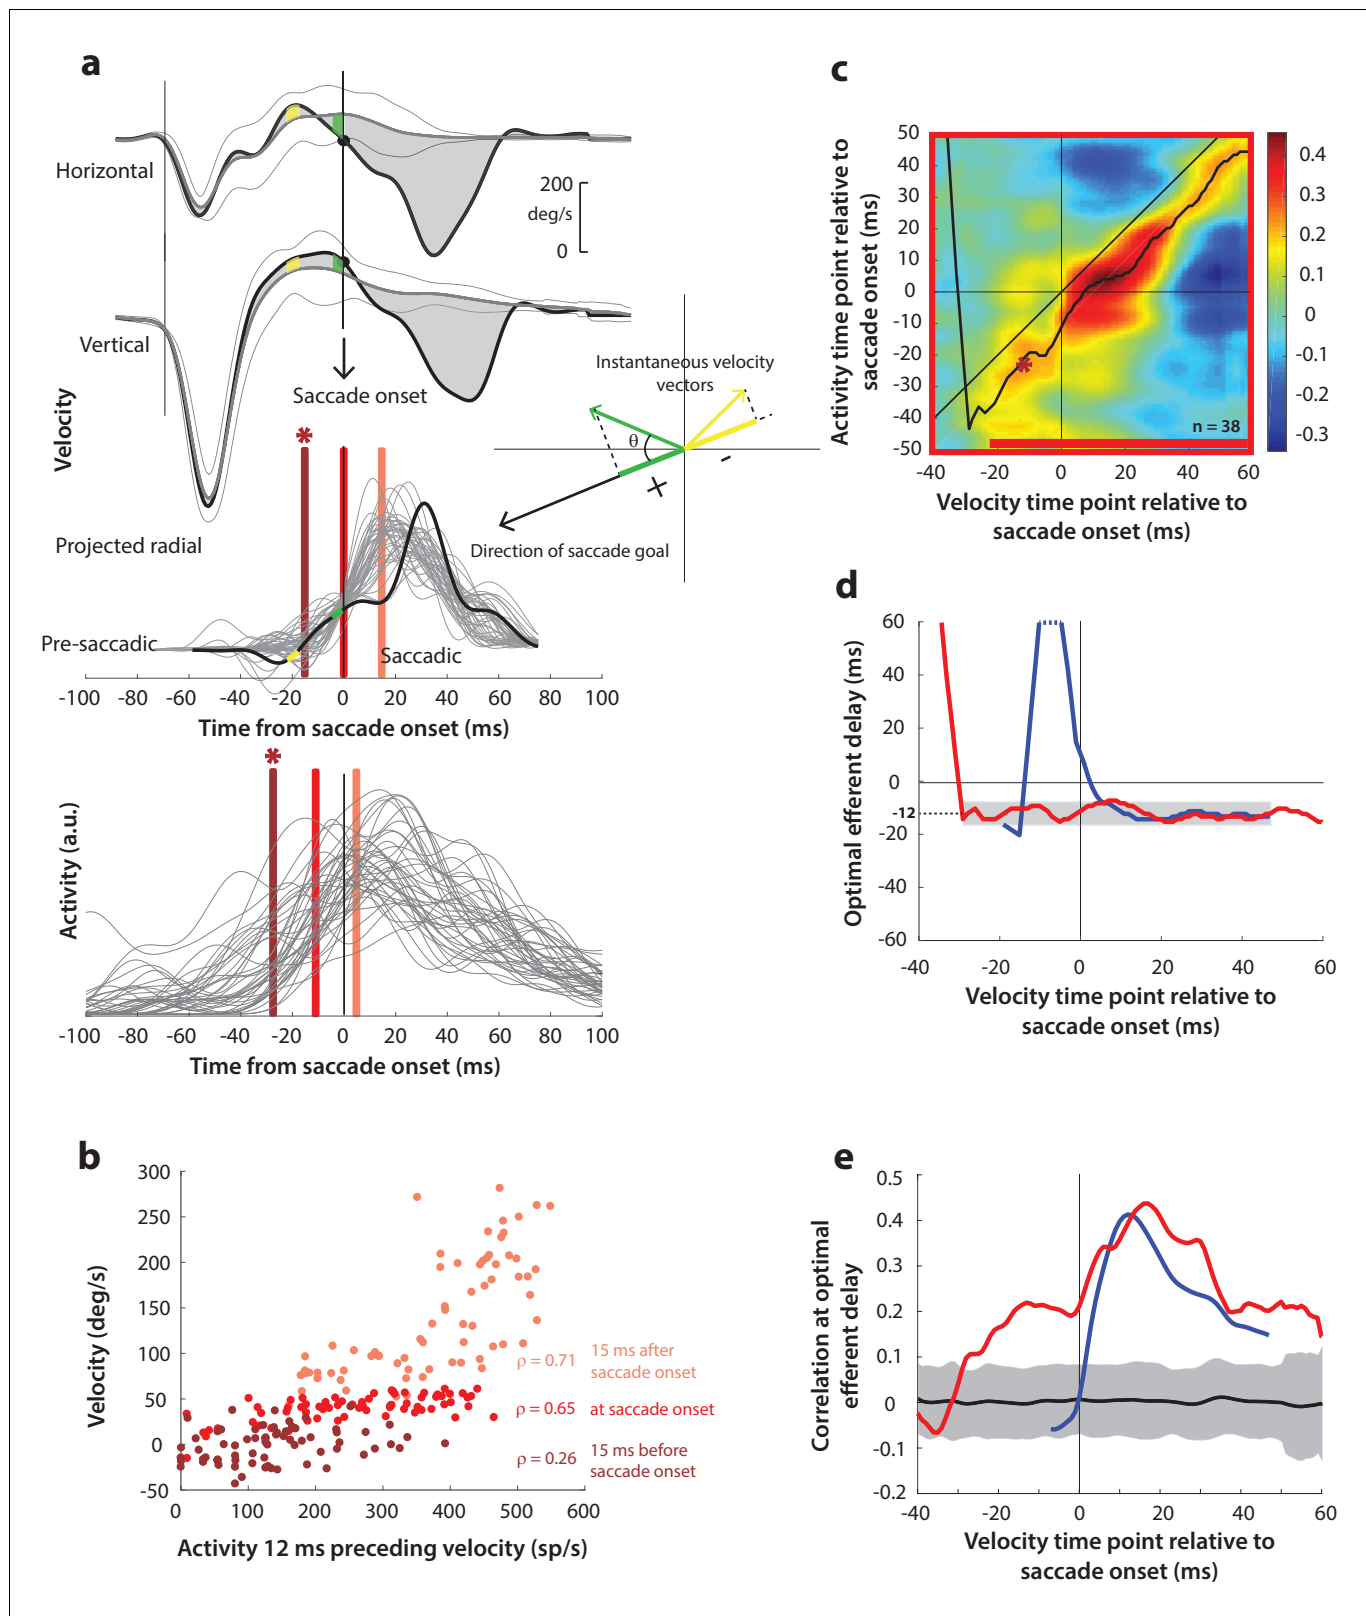 a
Horizontal
200
deg/s
0
Vertical
Saccade onset
Velocity
*
Instantaneous velocity
vectors
θ
+
-
Direction of saccade goal
Projected radial
Pre-saccadic
Saccadic
-100 -80 -60 -40 -20 0 20 40 60 80 100
Time from saccade onset (ms)
*
Activity (a.u.)
-100 -80 -60 -40 -20 0 20 40 60 80 100
Time from saccade onset (ms)
b
300
250
200
150
100
50
0
-50
Velocity (deg/s)
ρ = 0.71 15 ms after
saccade onset
ρ = 0.65 at saccade onset
ρ = 0.26 15 ms before
saccade onset
0 100 200 300 400 500 600
Activity 12 ms preceding velocity (sp/s)
c
Activity time point relative to
saccade onset (ms)
50
40
30
20
10
0
-10
-20
-30
-40
-50
*
n = 38
-40 -20 0 20 40 60
Velocity time point relative to
saccade onset (ms)
0.4
0.3
0.2
0.1
0
-0.1
-0.2
-0.3
d
Optimal efferent delay (ms)
60
40
20
0
-12
-20
-40
-60
-40 -20 0 20 40 60
Velocity time point relative to
saccade onset (ms)
e
Correlation at optimal
efferent delay
0.5
0.4
0.3
0.2
0.1
0
-0.1
-0.2
-40 -20 0 20 40 60
Velocity time point relative to
saccade onset (ms)